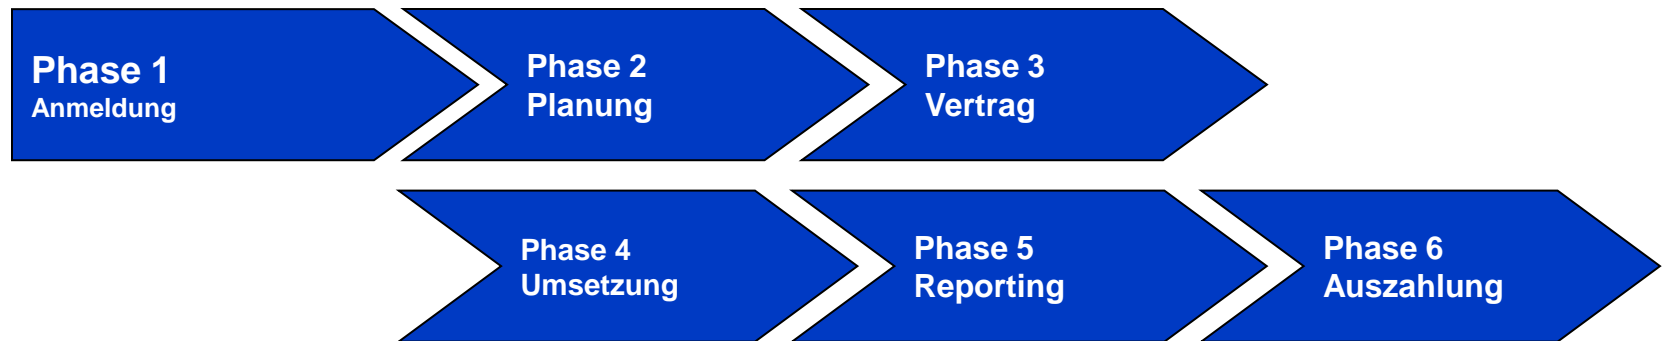 Phase 1
Anmeldung
Phase 2
Planung
Phase 3
Vertrag
Phase 4
Umsetzung
Phase 5
Reporting
Phase 6
Auszahlung